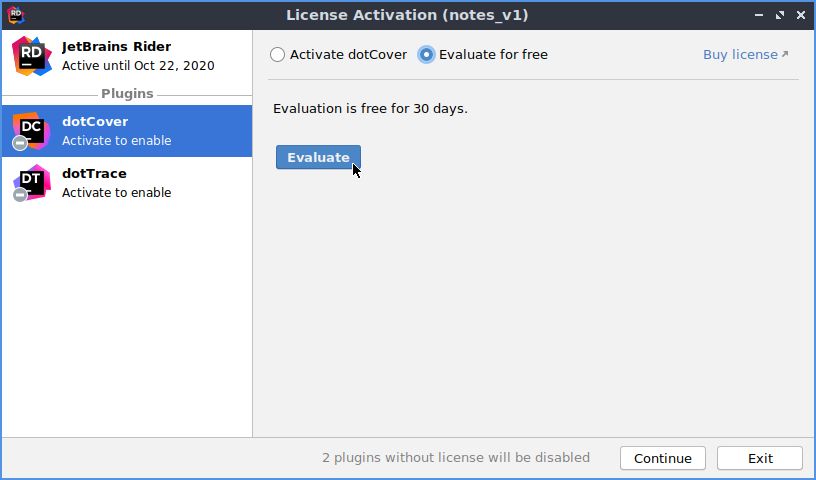 RD
License Activation (notes_v1)
RD
JetBrains Rider
Active until Oct 22, 2020
Plugins
DC
dotCover
Activate to enable
DT
dotTrace
Activate to enable
Activate dotCover
Evaluate for free
Buy license
Evaluation is free for 30 days.
Evaluate
2 plugins without license will be disabled
Continue
Exit